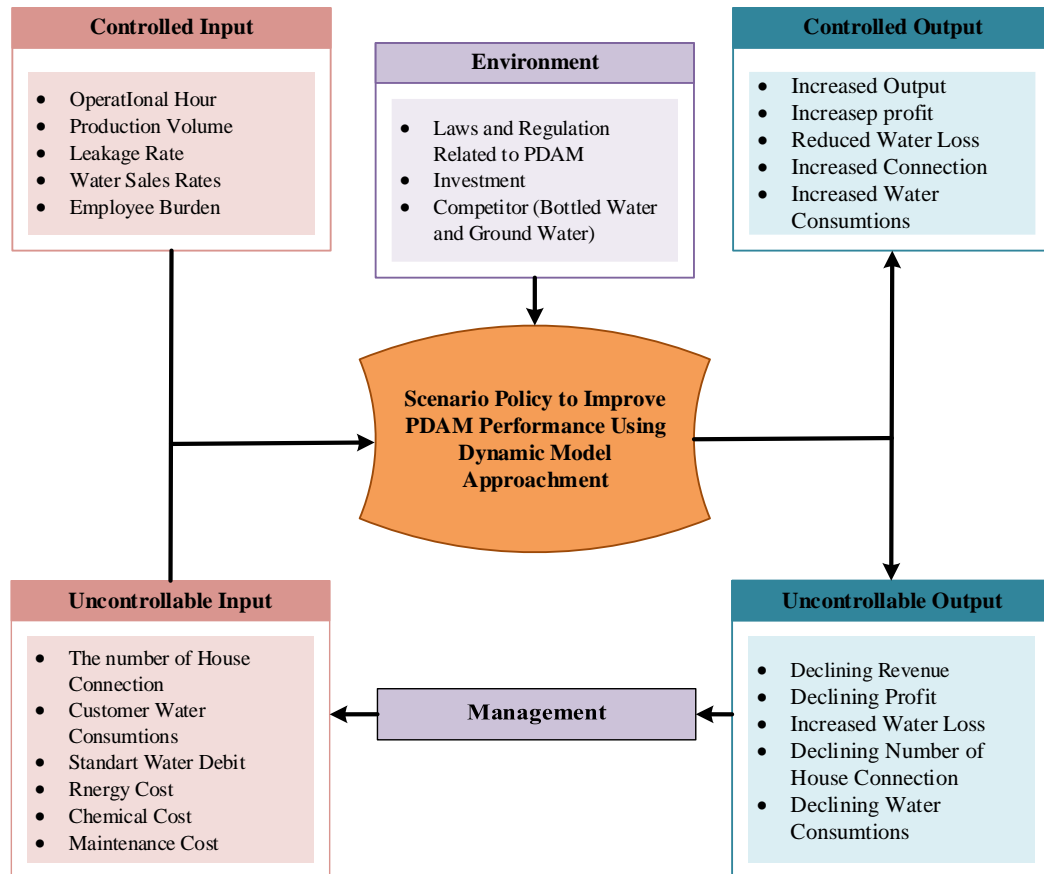 Controlled Input
• OperatIonal Hour
• Production Volume
• Leakage Rate
• Water Sales Rates
• Employee Burden
Environment
• Laws and Regulation
Related to PDAM
• Investment
• Competitor (Bottled Water
and Ground Water)
Controlled Output
• Increased Output
• Increasep profit
• Reduced Water Loss
• Increased Connection
• Increased Water
Consumtions
Scenario Policy to Improve
PDAM Performance Using
Dynamic Model
Approachment
Uncontrollable Input
• The number of House
Connection
• Customer Water
Consumtions
• Standart Water Debit
• Rnergy Cost
• Chemical Cost
• Maintenance Cost
Management
Uncontrollable Output
• Declining Revenue
• Declining Profit
• Increased Water Loss
• Declining Number of
House Connection
• Declining Water
Consumtions